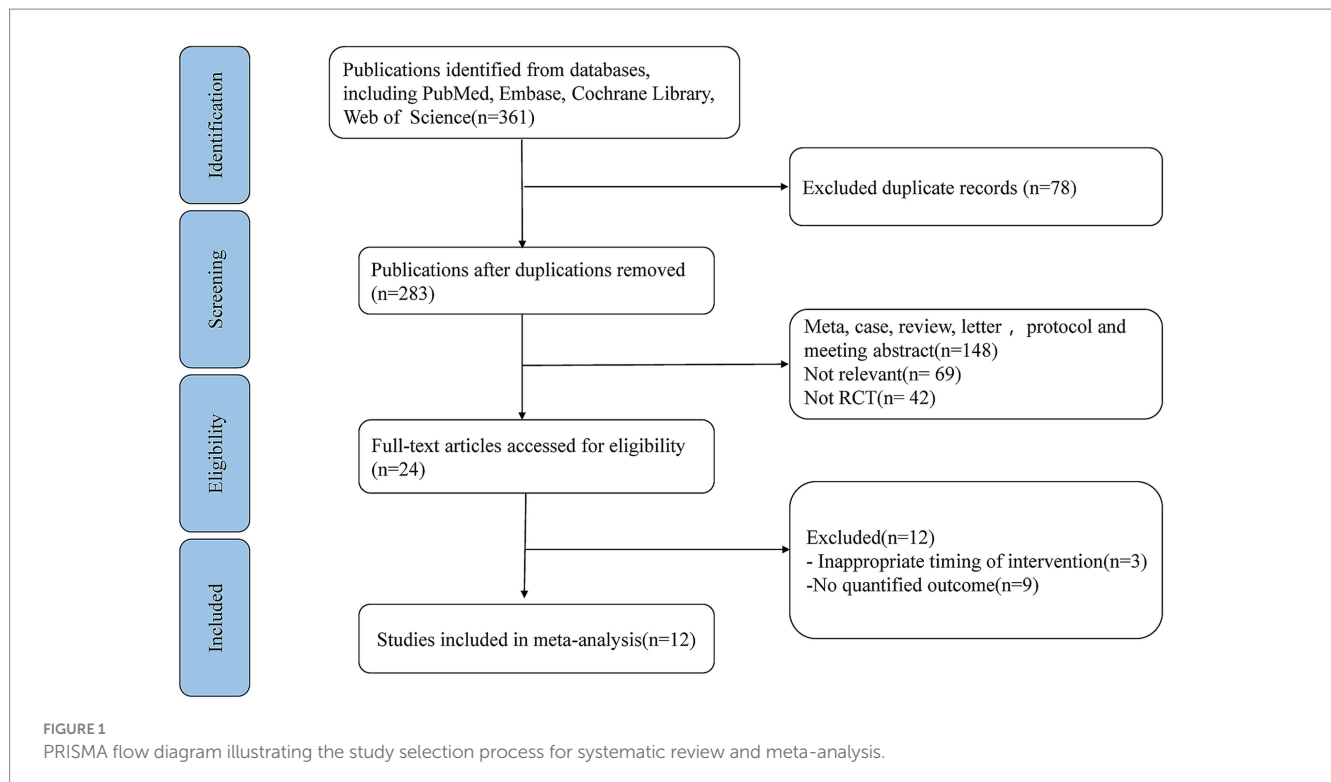 Identification
Publications identified from databases,
including PubMed, Embase, Cochrane Library,
Web of Science(n=361)
Excluded duplicate records (n=78)
Screening
Publications after duplications removed
(n=283)
Meta, case, review, letter ，protocol and
meeting abstract(n=148)
Not relevant(n= 69)
Not RCT(n= 42)
Eligibility
Full-text articles accessed for eligibility
(n=24)
Excluded(n=12)
- Inappropriate timing of intervention(n=3)
-No quantified outcome(n=9)
Included
Studies included in meta-analysis(n=12)
FIGURE 1
PRISMA flow diagram illustrating the study selection process for systematic review and meta-analysis.